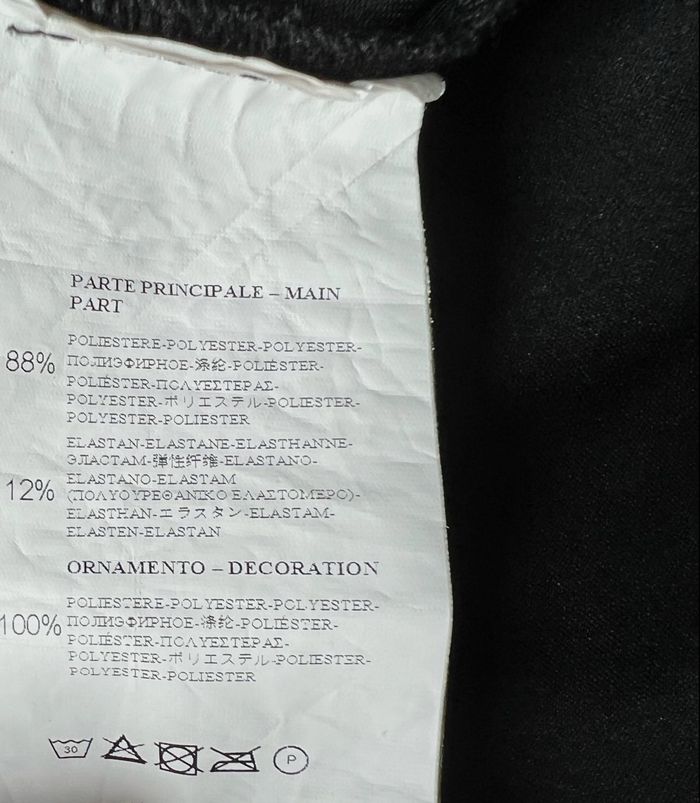 PARTE PRINCIPALE – MAIN
PART
88%
POLIESTERE-POLYESTER-POLYESTER-
ПОЛИЭФИРНОЕ-涤纶-POLIÉSTER-
POLIÉSTER-ΠΟΛΥΕΣΤΕΡΑΣ-
POLYESTER-ポリエステル-POLIESTER-
POLYESTER-POLIESTER
12%
ELASTAN-ELASTANE-ELASTHANNE-
ЭЛАСТАМ-弹性纤维-ELASTANO-
ELASTANO-ELASTAM
(ΠΟΛΥΟΥΡΕΘΑΝΙΚΟ ΕΛΑΣΤΟΜΕΡΟ)-
ELASTHAN-エラスタン-ELASTAM-
ELASTEN-ELASTAN
ORNAMENTO – DECORATION
100%
POLIESTERE-POLYESTER-POLYESTER-
ПОЛИЭФИРНОЕ-涤纶-POLIÉSTER-
POLIÉSTER-ΠΟΛΥΕΣΤΕΡΑΣ-
POLYESTER-ポリエステル-POLIESTER-
POLYESTER-POLIESTER
30 P